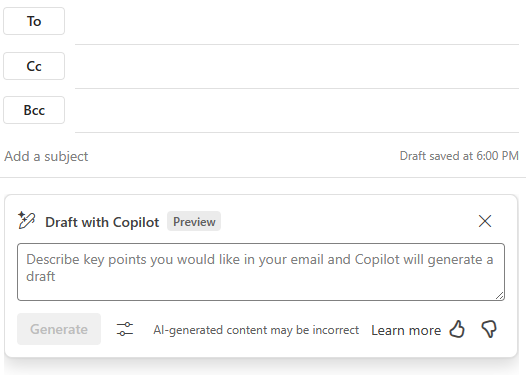 To
Cc
Bcc
Add a subject
Draft saved at 6:00 PM
Draft with Copilot
Preview
Describe key points you would like in your email and Copilot will generate a
draft
Generate
AI-generated content may be incorrect
Learn more